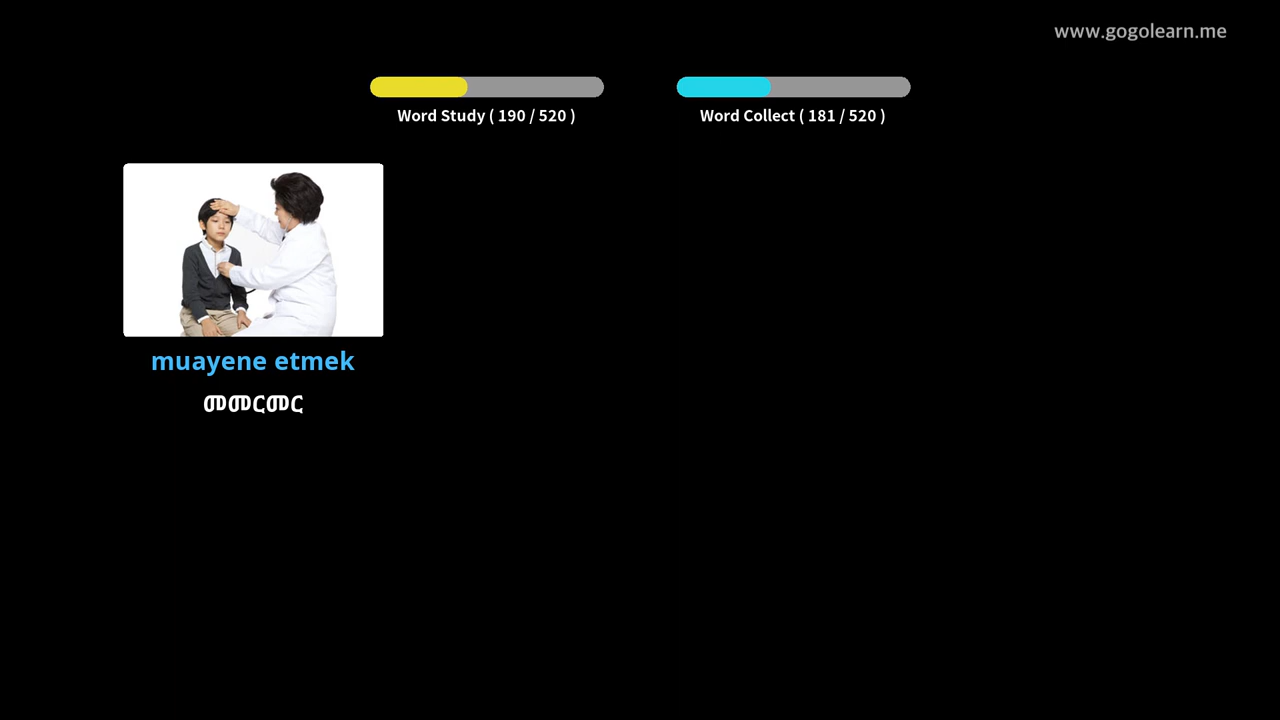 www.gogolearn.me
Word Study ( 190 / 520 )
Word Collect ( 181 / 520 )
muayene etmek
መመርመር